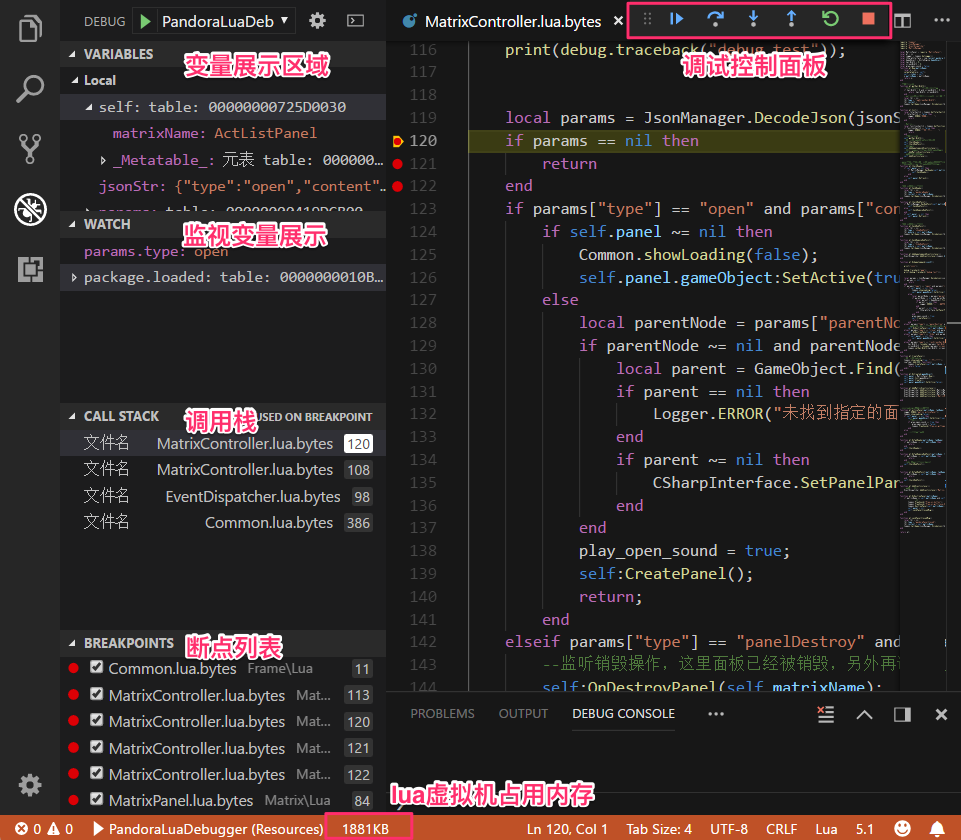 DEBUG PandoraLuaDeb
MatrixController.lua.bytes
VARIABLES
变量展示区域
Local
self: table: 00000000725D0030
matrixName: ActListPanel
_Metatable_: 元表 table: 000000...
jsonStr: {"type":"open","content"...
WATCH
监视变量展示
params.type: open
package.loaded: table: 0000000010B...
CALL STACK
调用栈
USED ON BREAKPOINT
文件名 MatrixController.lua.bytes 120
文件名 MatrixController.lua.bytes 108
文件名 EventDispatcher.lua.bytes 98
文件名 Common.lua.bytes 386
BREAKPOINTS
断点列表
Common.lua.bytes Frame\Lua 11
MatrixController.lua.bytes Mat... 113
MatrixController.lua.bytes Mat... 120
MatrixController.lua.bytes Mat... 121
MatrixController.lua.bytes Mat... 122
MatrixPanel.lua.bytes Matrix\Lua 84
调试控制面板
116 print(debug.traceback("debug test"));
117
118
119 local params = JsonManager.DecodeJson(jsonS
120 if params == nil then
121 return
122 end
123 if params["type"] == "open" and params["con
124 if self.panel ~= nil then
125 Common.showLoading(false);
126 self.panel.gameObject:SetActive(tru
127 else
128 local parentNode = params["parentNo
129 if parentNode ~= nil and parentNode
130 local parent = GameObject.Find(
131 if parent == nil then
132 Logger.ERROR("未找到指定的面
133 end
134 if parent ~= nil then
135 CSharpInterface.SetPanelPar
136 end
137 end
138 play_open_sound = true;
139 self:CreatePanel();
140 return;
141 end
142 elseif params["type"] == "panelDestroy" and
143 --监听销毁操作，这里面板已经被销毁，另外再
144 self:OnDestroyPanel(self.matrixName);
PROBLEMS OUTPUT DEBUG CONSOLE ...
lua虚拟机占用内存
0 0 PandoraLuaDebugger (Resources) 1881KB Ln 120, Col 1 Tab Size: 4 UTF-8 CRLF Lua 5.1